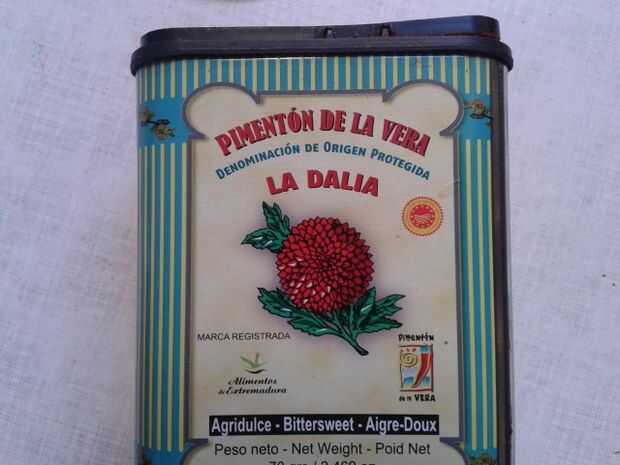 PIMENTÓN DE LA VERA
DENOMINACIÓN DE ORIGEN PROTEGIDA
LA DALIA
MARCA REGISTRADA
Alimentos
de Extremadura
PIMENTÓN
de la VERA
Agridulce - Bittersweet - Aigre-Doux
Peso neto - Net Weight - Poid Net